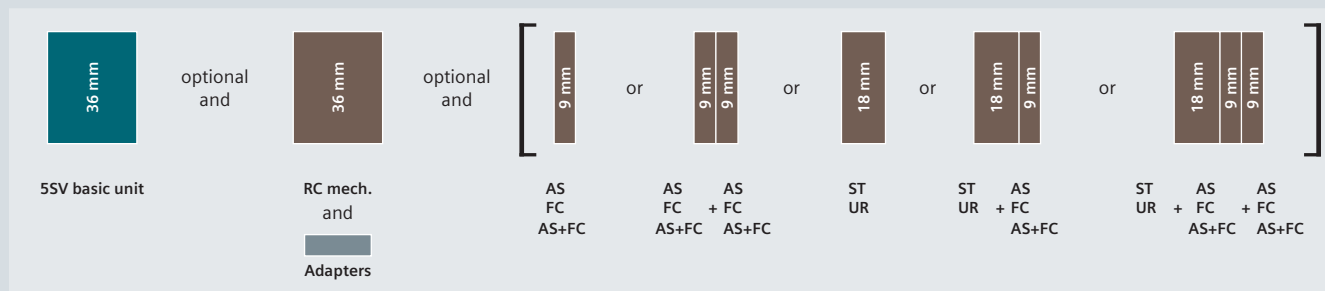 36 mm
optional
and
36 mm
optional
and
9 mm
or
9 mm 9 mm
or
18 mm
or
18 mm 9 mm
or
18 mm 9 mm 9 mm
5SV basic unit
RC mech.
and
Adapters
AS
FC
AS+FC
AS AS
FC + FC
AS+FC AS+FC
ST
UR
ST AS
UR + FC
AS+FC
ST AS AS
UR + FC + FC
AS+FC AS+FC